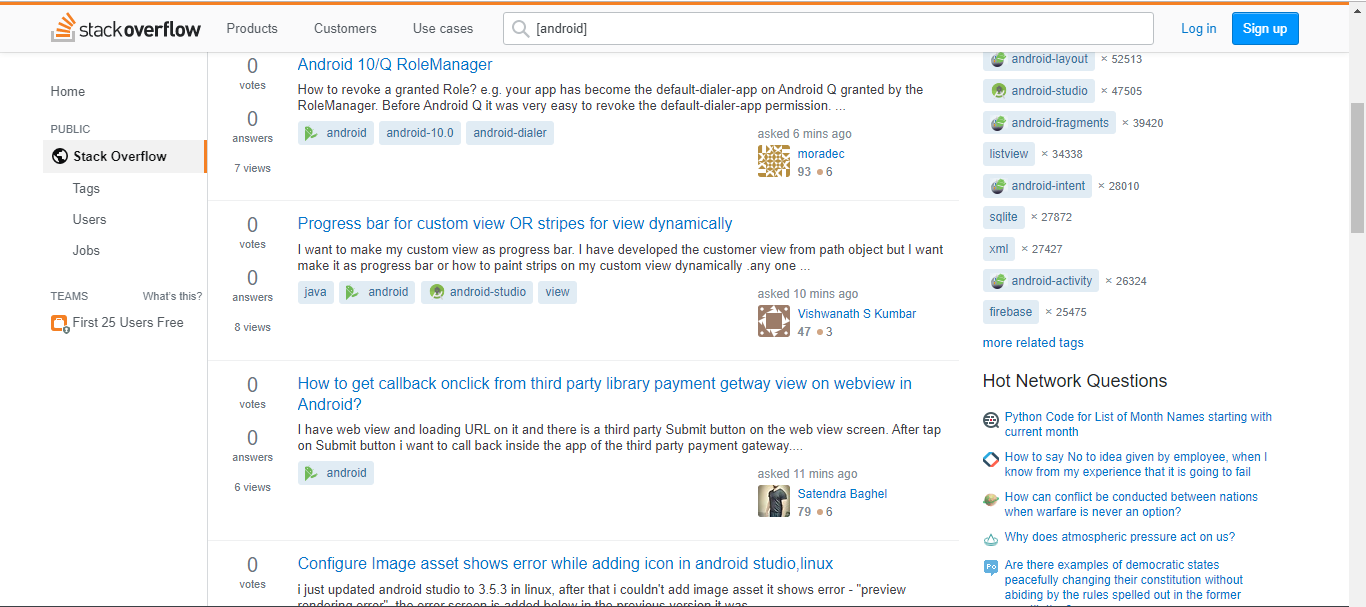 stackoverflow
Products
Customers
Use cases
[android]
Log in
Sign up
Home
PUBLIC
Stack Overflow
Tags
Users
Jobs
TEAMS
What's this?
First 25 Users Free
0
votes
0
answers
7 views
Android 10/Q RoleManager
How to revoke a granted Role? e.g. your app has become the default-dialer-app on Android Q granted by the
RoleManager. Before Android Q it was very easy to revoke the default-dialer-app permission. ...
android
android-10.0
android-dialer
asked 6 mins ago
moradec
93 6
0
votes
0
answers
8 views
Progress bar for custom view OR stripes for view dynamically
I want to make my custom view as progress bar. I have developed the customer view from path object but I want
make it as progress bar or how to paint strips on my custom view dynamically .any one ...
java
android
android-studio
view
asked 10 mins ago
Vishwanath S Kumbar
47 3
0
votes
0
answers
6 views
How to get callback onclick from third party library payment getway view on webview in
Android?
I have web view and loading URL on it and there is a third party Submit button on the web view screen. After tap
on Submit button i want to call back inside the app of the third party payment gateway....
android
asked 11 mins ago
Satendra Baghel
79 6
0
votes
Configure Image asset shows error while adding icon in android studio,linux
i just updated android studio to 3.5.3 in linux, after that i couldn't add image asset it shows error - "preview
rendering error", the error screen is added below in the previous version it was
android-layout × 52513
android-studio × 47505
android-fragments × 39420
listview × 34338
android-intent × 28010
sqlite × 27872
xml × 27427
android-activity × 26324
firebase × 25475
more related tags
Hot Network Questions
Python Code for List of Month Names starting with
current month
How to say No to idea given by employee, when I
know from my experience that it is going to fail
How can conflict be conducted between nations
when warfare is never an option?
Why does atmospheric pressure act on us?
Po
Are there examples of democratic states
peacefully changing their constitution without
abiding by the rules spelled out in the former